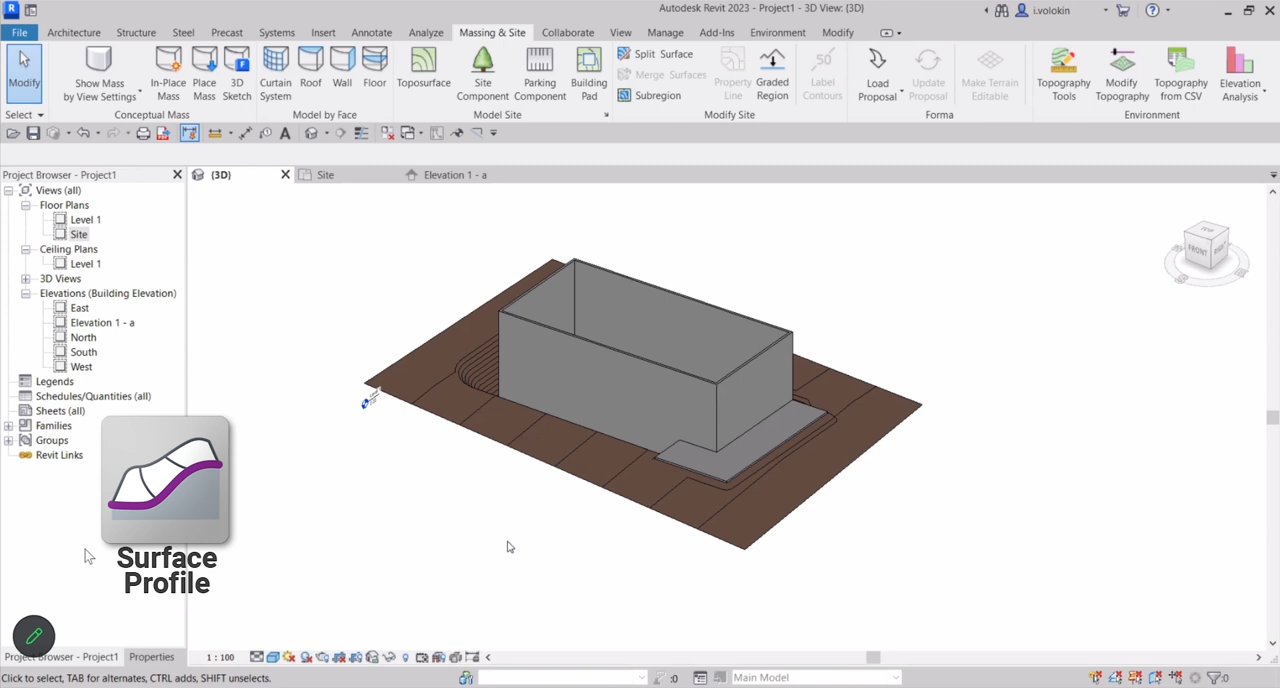 Autodesk Revit 2023 - Project1 - 3D View: {3D}
i.volokin
File Architecture Structure Steel Precast Systems Insert Annotate Analyze Massing & Site Collaborate View Manage Add-Ins Environment Modify
Modify
Show Mass
by View Settings
In-Place
Mass
Place
Mass
3D
Sketch
Curtain
System
Roof
Wall
Floor
Toposurface
Site
Component
Parking
Component
Building
Pad
Split Surface
Merge Surfaces
Subregion
Property
Line
Graded
Region
Label
Contours
Load
Proposal
Update
Proposal
Make Terrain
Editable
Topography
Tools
Modify
Topography
Topography
from CSV
Elevation
Analysis
Select
Conceptual Mass
Model by Face
Model Site
Modify Site
Forma
Environment
Project Browser - Project1
{3D}
Site
Elevation 1 - a
Views (all)
Floor Plans
Level 1
Site
Ceiling Plans
Level 1
3D Views
Elevations (Building Elevation)
East
Elevation 1 - a
North
South
West
Legends
Schedules/Quantities (all)
Sheets (all)
Families
Groups
Revit Links
TOP
FRONT
Surface
Profile
Project Browser - Project1
Properties
1 : 100
Click to select, TAB for alternates, CTRL adds, SHIFT unselects.
:0
Main Model
:0